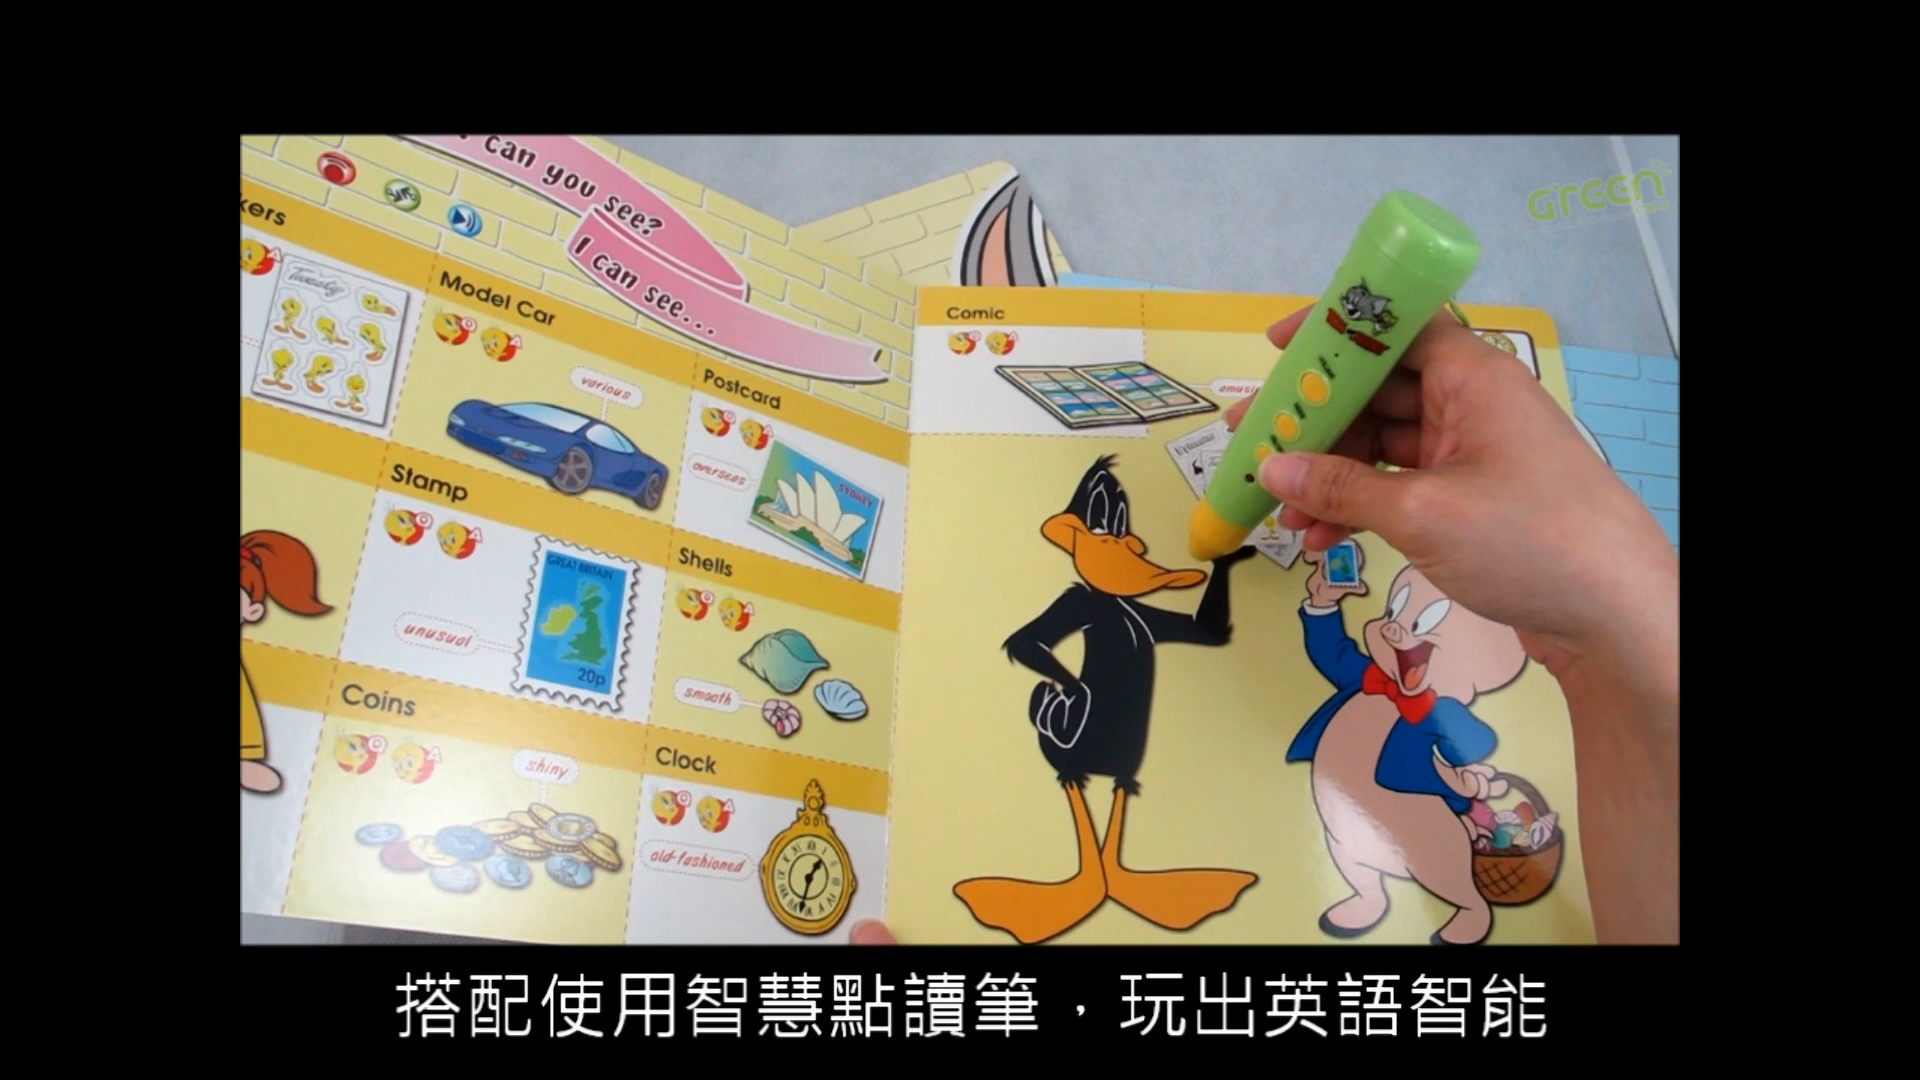 can you see?
I can see...
kers
Tweety
Model Car
various
Postcard
overseas
SYDNEY
Stamp
GREAT BRITAIN
20p
unusual
Shells
smooth
Coins
shiny
Clock
old-fashioned
Comic
amusi
Green
搭配使用智慧點讀筆，玩出英語智能